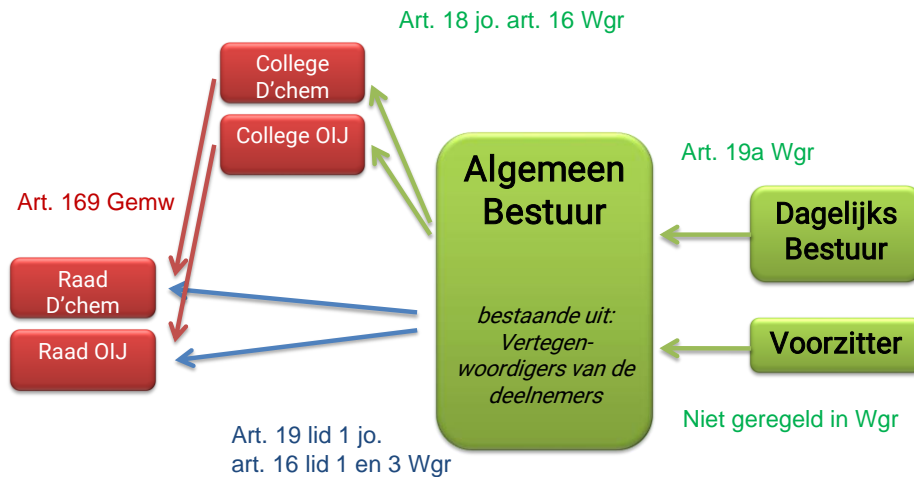 Art. 18 jo. art. 16 Wgr
College
D’chem
College OIJ
Art. 169 Gemw
Raad
D’chem
Raad OIJ
Algemeen
Bestuur
bestaande uit:
Vertegen-
woordigers van de
deelnemers
Art. 19a Wgr
Dagelijks
Bestuur
Voorzitter
Niet geregeld in Wgr
Art. 19 lid 1 jo.
art. 16 lid 1 en 3 Wgr